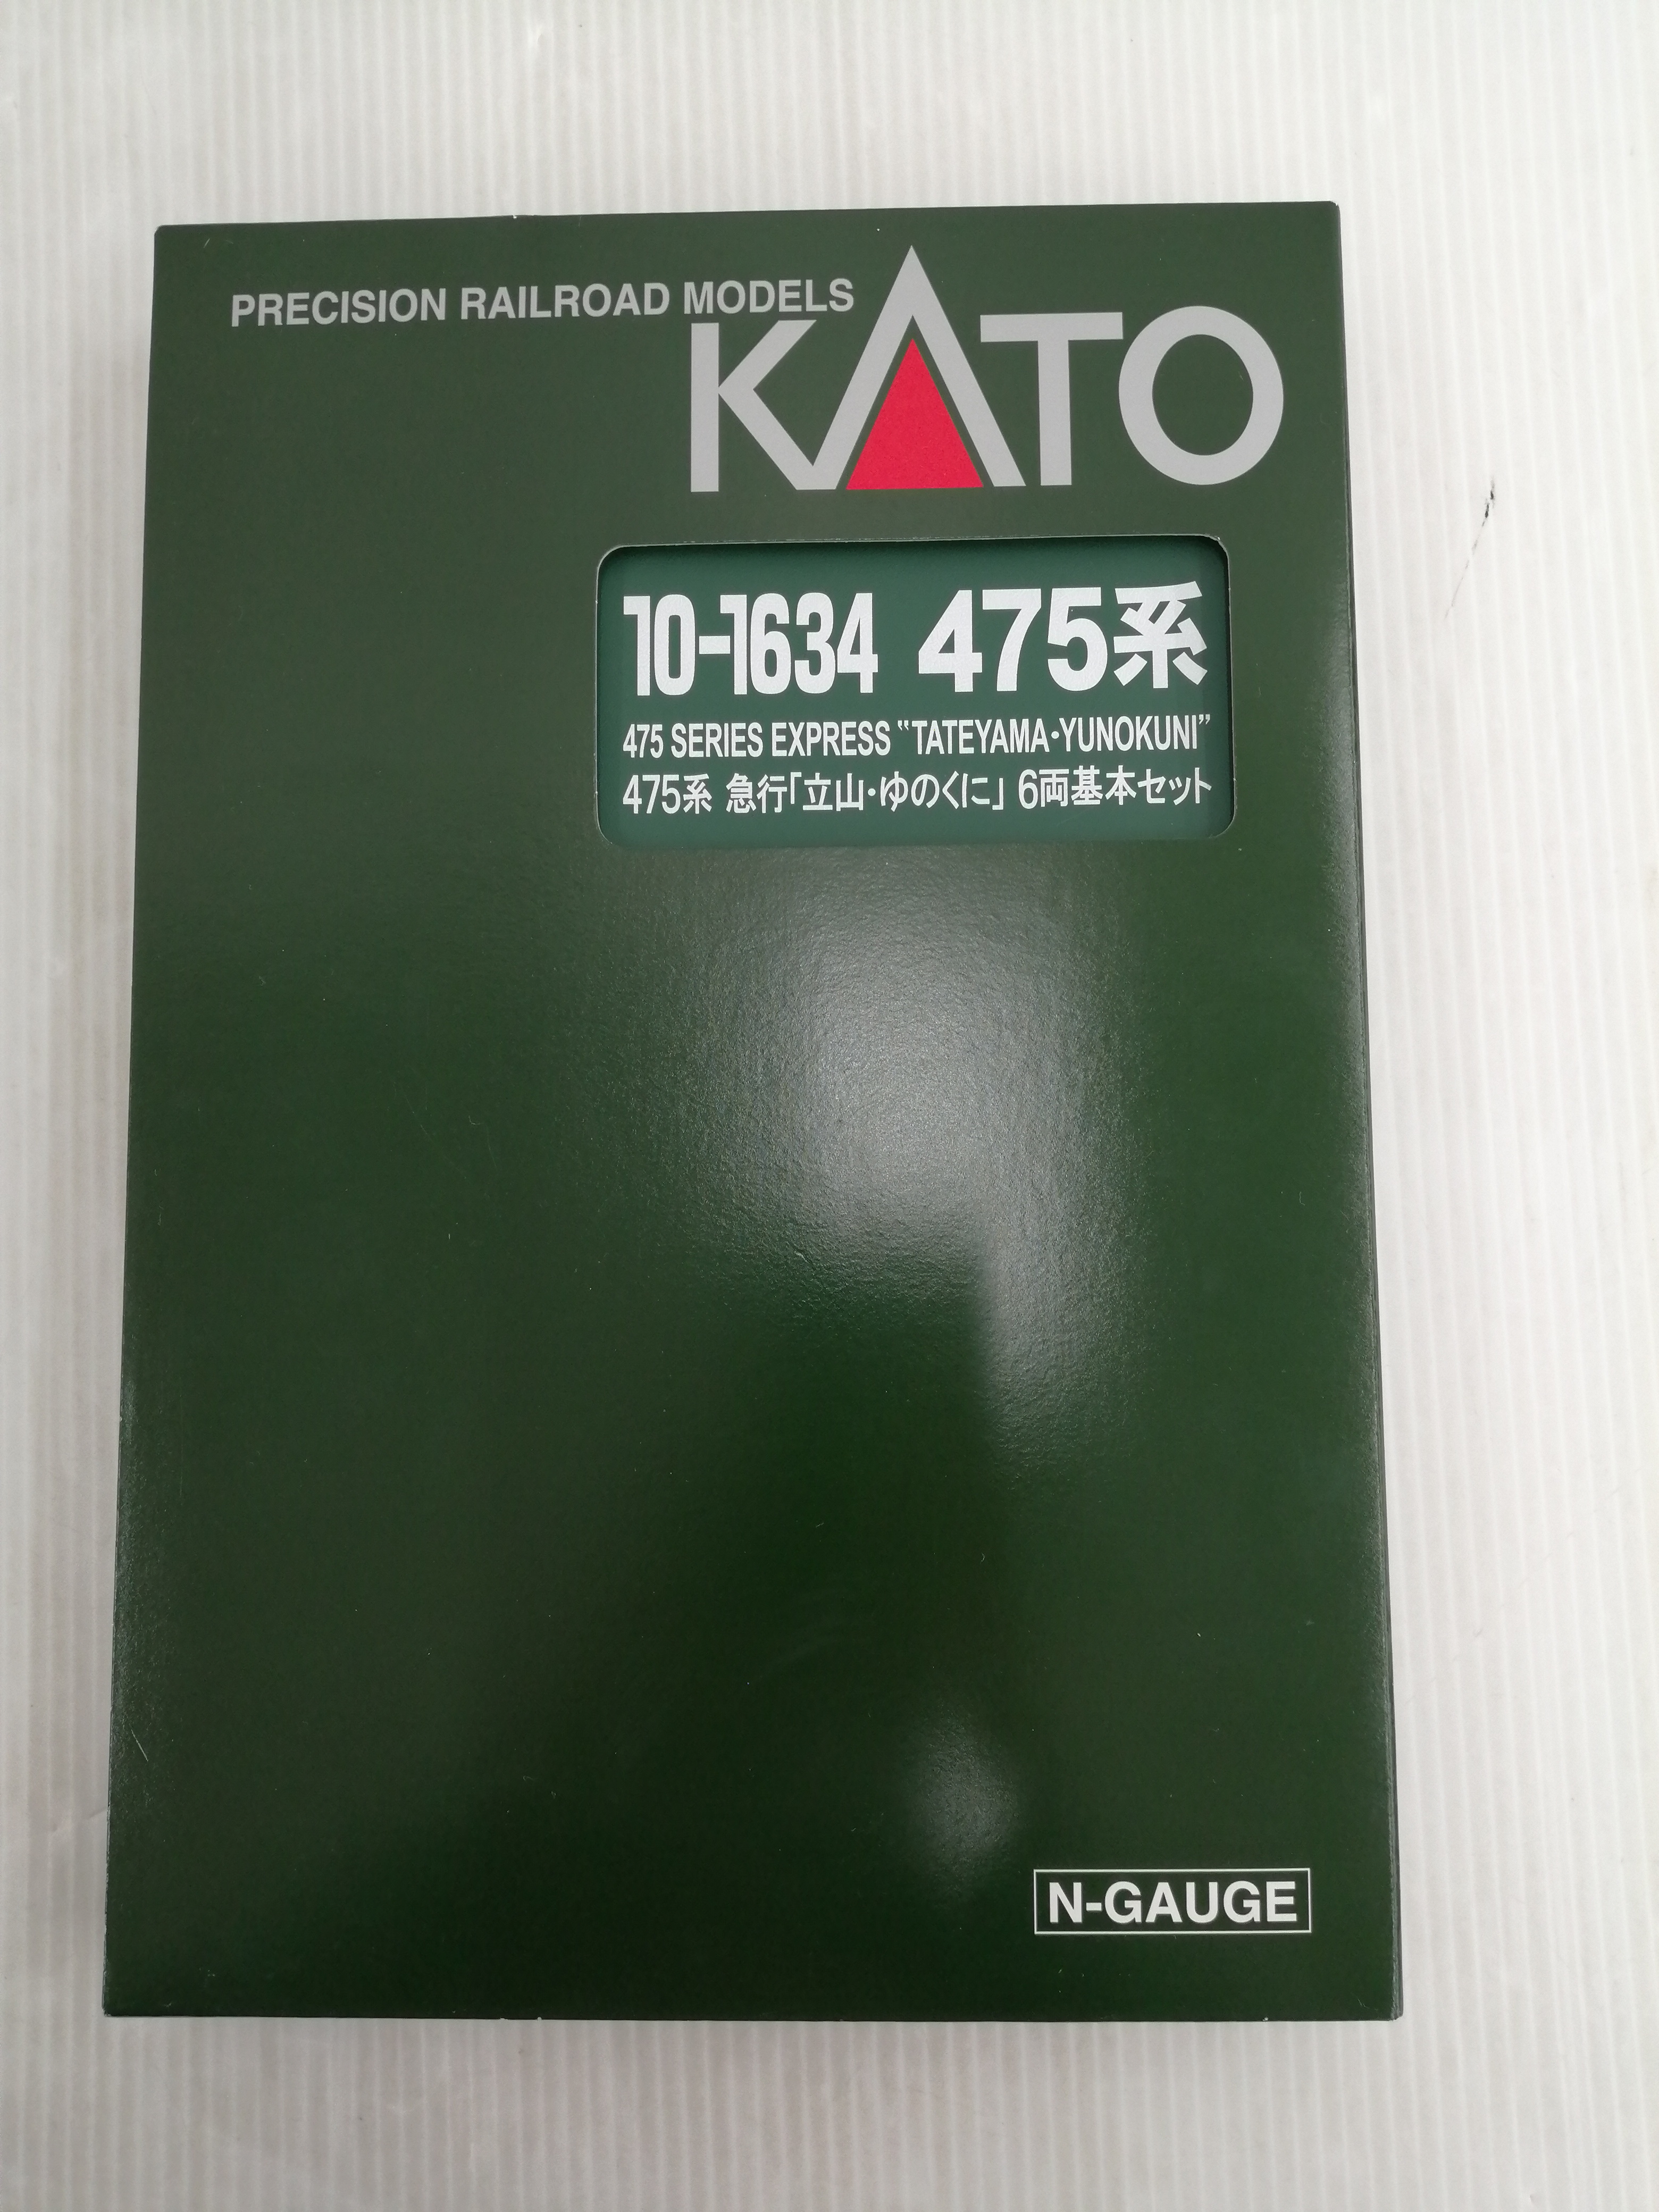 PRECISION RAILROAD MODELS
KATO
10-1634 475系
475 SERIES EXPRESS “TATEYAMA・YUNOKUNI”
475系 急行「立山・ゆのくに」 6両基本セット
N-GAUGE